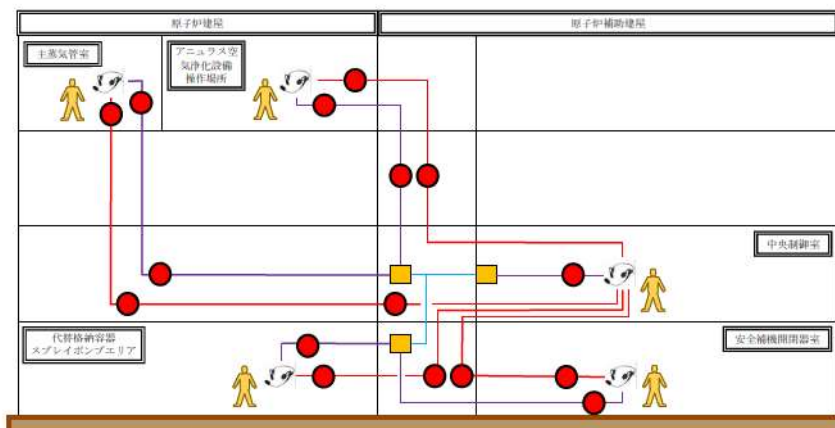 原子炉建屋
原子炉補助建屋
主蒸気管室
アニュラス空
気浄化設備
操作場所
中央制御室
代替格納容器
スプレイポンプエリア
安全補機開閉器室